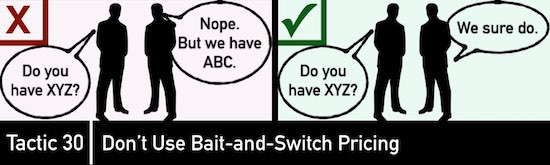 X
Do you
have XYZ?
Nope.
But we have
ABC.
Do you
have XYZ?
We sure do.
Tactic 30
Don't Use Bait-and-Switch Pricing